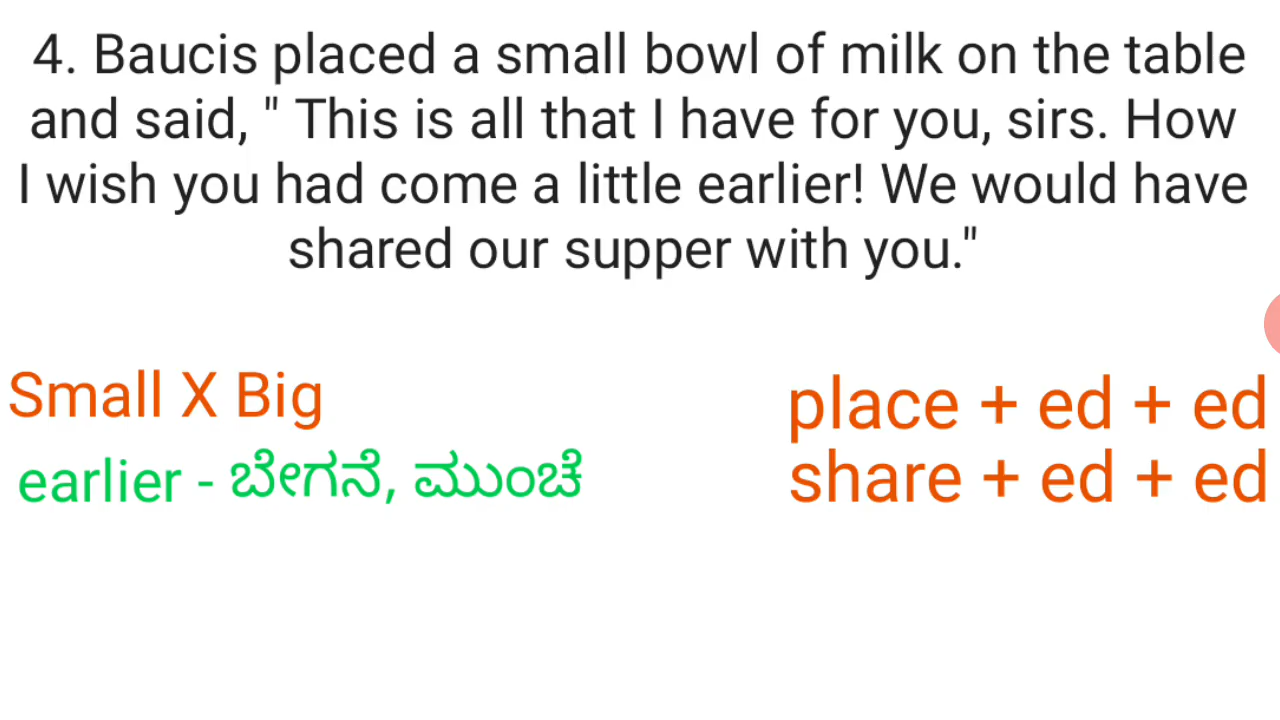 4. Baucis placed a small bowl of milk on the table
and said, " This is all that I have for you, sirs. How
I wish you had come a little earlier! We would have
shared our supper with you."
Small X Big
earlier - ಬೇಗನೆ, ಮುಂಚೆ
place + ed + ed
share + ed + ed